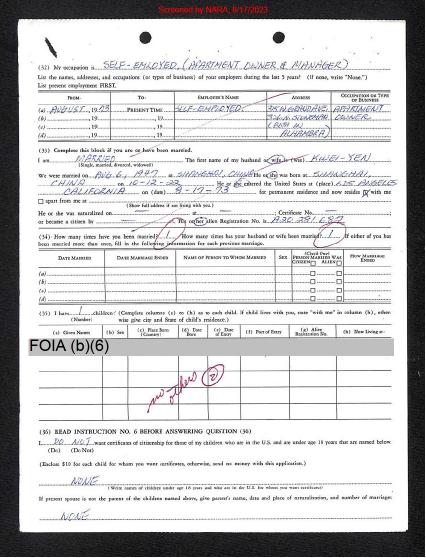 Screened by NARA, 8/17/2023
(32) My occupation is SELF-EMLOYED, (APARTMENT OWNER & MANAGER)
List the names, addresses, and occupations (or types of business) of your employers during the last 5 years? (If none, write "None.")
List present employment FIRST.
FROM- TO- EMPLOYER'S NAME ADDRESS OCCUPATION OR TYPE OF BUSINESS
(a) AUGUST, 1973 PRESENT TIME SELF-EMPLOYED APARTMENT
(b) , 19 , 19 OWNER
(c) , 19 , 19 (BOTH IN
(d) , 19 , 19 ALHAMBRA)
(33) Complete this block if you are or have been married.
I am MARRIED The first name of my husband or wife is (was) KWEI-YEN
(Single; married; divorced; widowed)
We were married on AUG. 6, 1947 at SHANGHAI, CHINA He or she was born at SHANGHAI,
CHINA on 10-12-22 He or she entered the United States at (place) LOS ANGELES
CALIFORNIA on (date) 8-17-73 for permanent residence and now resides with me
apart from me at
(Show full address if not living with you.)
He or she was naturalized on at Certificate No.
or became a citizen by His or her Alien Registration No. is A30 391 687
(34) How many times have you been married? 1 How many times has your husband or wife been married? 1 If either of you has
been married more than once, fill in the following information for each previous marriage.
DATE MARRIED DATE MARRIAGE ENDED NAME OF PERSON TO WHOM MARRIED SEX (Check One) PERSON MARRIED WAS CITIZEN ALIEN HOW MARRIAGE ENDED
(a)
(b)
(c)
(d)
(35) I have 1 children: (Complete columns (a) to (h) as to each child. If child lives with you, state "with me" in column (h), other
(Number) wise give city and State of child's residence.)
(a) Given Names (b) Sex (c) Place Born (Country) (d) Date Born (e) Date of Entry (f) Port of Entry (g) Alien Registration No. (h) Now Living at-
FOIA (b)(6)
no others 2
(36) READ INSTRUCTION NO. 6 BEFORE ANSWERING QUESTION (36)
I DO NOT want certificates of citizenship for those of my children who are in the U.S. and are under age 18 years that are named below.
(Do) (Do Not)
(Enclose $10 for each child for whom you want certificates, otherwise, send no money with this application.)
NONE
(Write names of children under age 18 years and who are in the U.S. for whom you want certificates)
If present spouse is not the parent of the children named above, give parent's name, date and place of naturalization, and number of marriages.
NONE